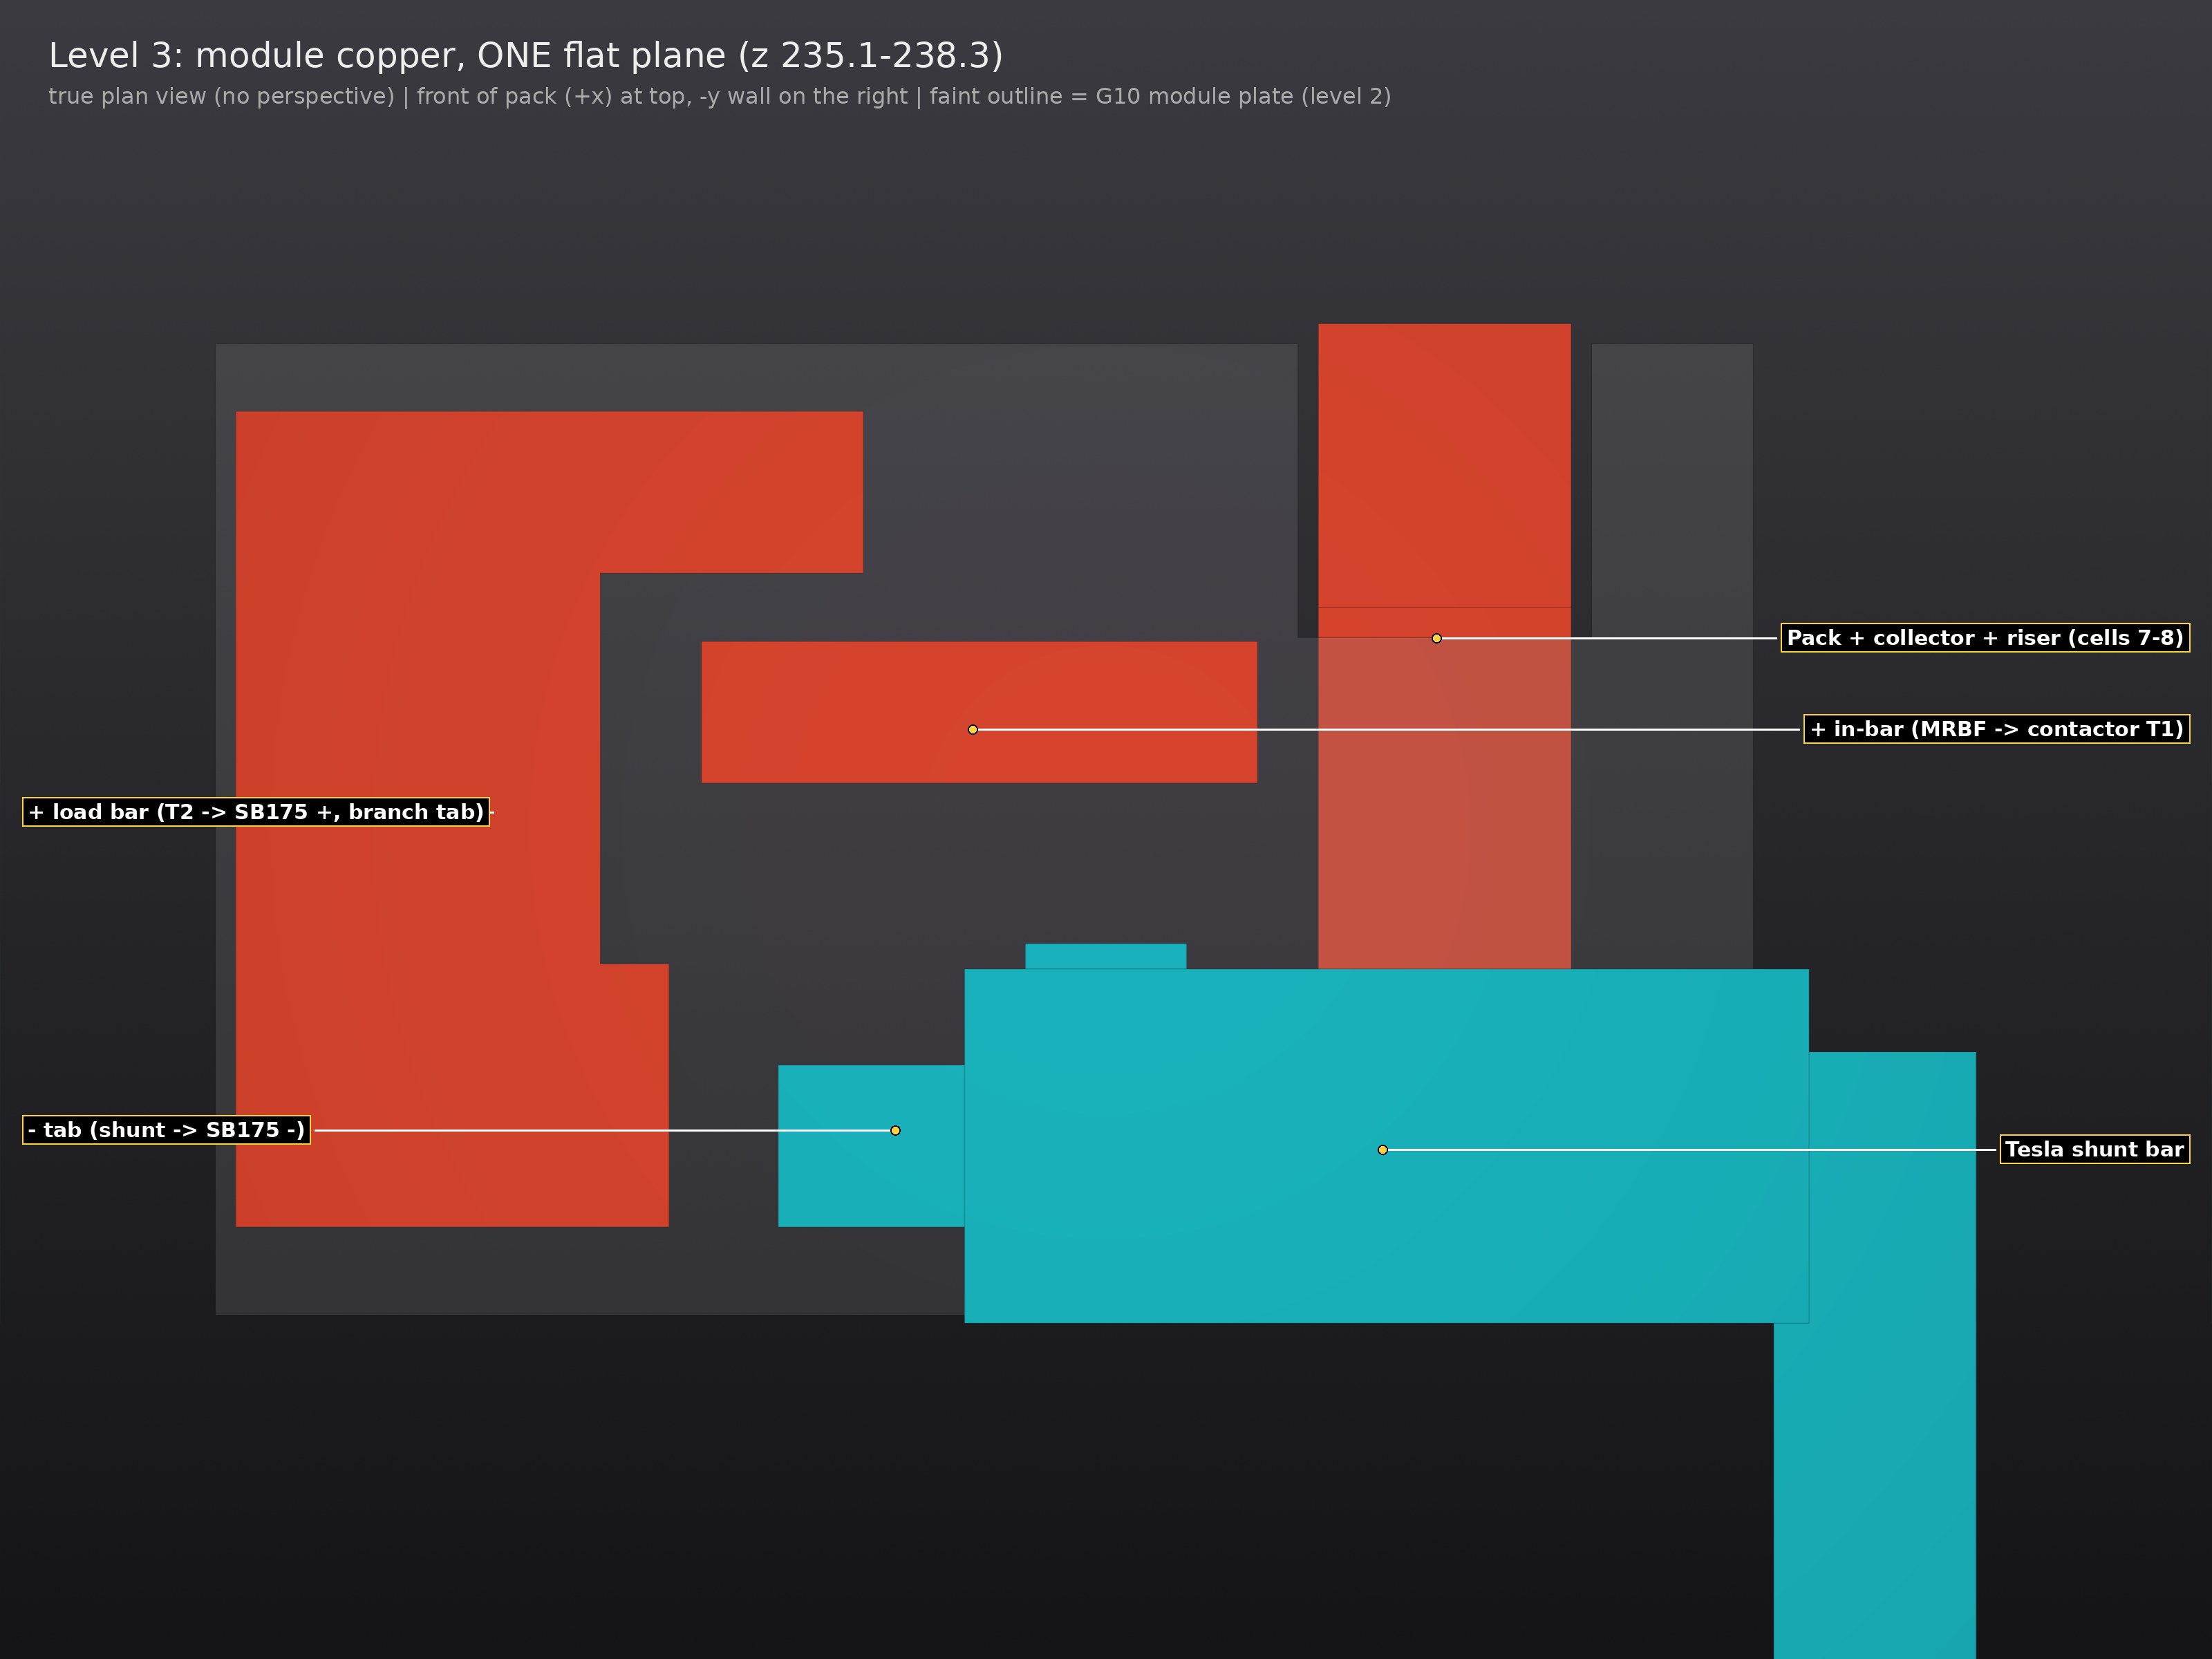 Level 3: module copper, ONE flat plane (z 235.1-238.3)
true plan view (no perspective) | front of pack (+x) at top, -y wall on the right | faint outline = G10 module plate (level 2)
Pack + collector + riser (cells 7-8)
+ in-bar (MRBF -> contactor T1)
+ load bar (T2 -> SB175 +, branch tab)
- tab (shunt -> SB175 -)
Tesla shunt bar